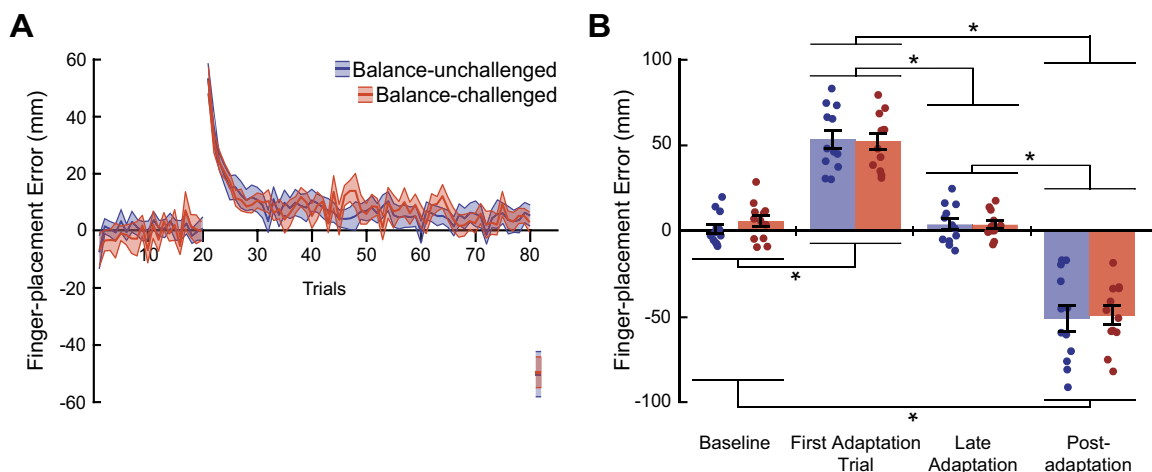 A
Finger-placement Error (mm)
60
40
20
0
-20
-40
-60
10
20
30
40
50
60
70
80
Trials
Balance-unchallenged
Balance-challenged
B
Finger-placement Error (mm)
100
50
0
-50
-100
*
*
*
*
*
Baseline
First Adaptation
Trial
Late
Adaptation
Post-
adaptation